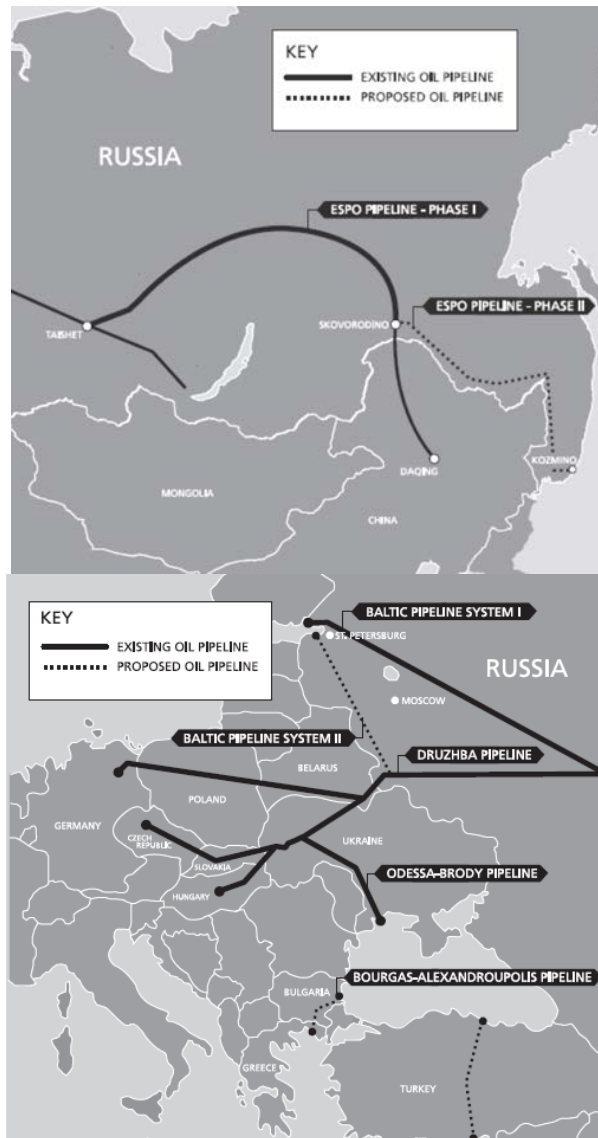 KEY
EXISTING OIL PIPELINE
PROPOSED OIL PIPELINE
RUSSIA
ESPO PIPELINE - PHASE I
ESPO PIPELINE - PHASE II
TAISHET
SKOVORODINO
DAQING
KOZMINO
MONGOLIA
CHINA
KEY
EXISTING OIL PIPELINE
PROPOSED OIL PIPELINE
BALTIC PIPELINE SYSTEM I
ST. PETERSBURG
RUSSIA
MOSCOW
BALTIC PIPELINE SYSTEM II
DRUZHBA PIPELINE
BELARUS
POLAND
GERMANY
CZECH
REPUBLIC
UKRAINE
SLOVAKIA
ODESSA-BRODY PIPELINE
HUNGARY
BOURGAS-ALEXANDROUPOLIS PIPELINE
BULGARIA
GREECE
TURKEY